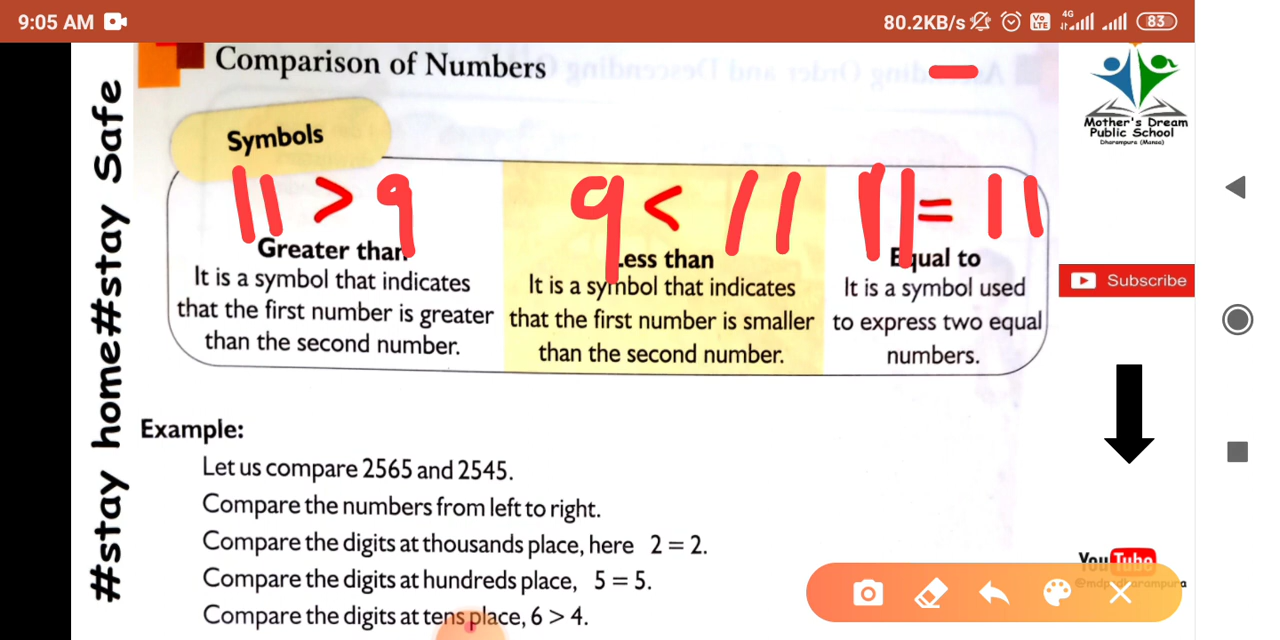 9:05 AM
80.2KB/s
Vo LTE
4G
83
Comparison of Numbers
Symbols
11 > 9
9 < 11
11 = 11
Greater than
It is a symbol that indicates
that the first number is greater
than the second number.
Less than
It is a symbol that indicates
that the first number is smaller
than the second number.
Equal to
It is a symbol used
to express two equal
numbers.
Example:
Let us compare 2565 and 2545.
Compare the numbers from left to right.
Compare the digits at thousands place, here 2 = 2.
Compare the digits at hundreds place, 5 = 5.
Compare the digits at tens place, 6 > 4.
#stay home#stay Safe
Mother's Dream
Public School
Dharampura (Mansa)
Subscribe
YouTube